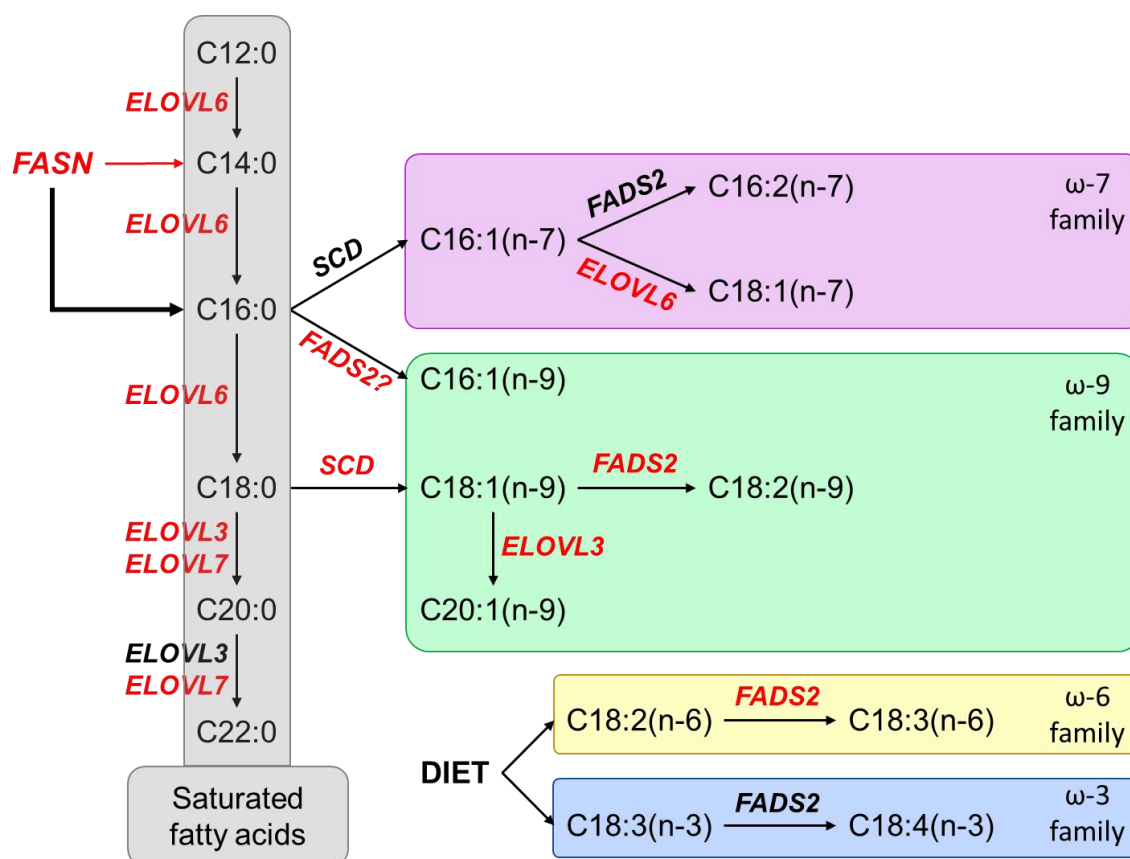 C12:0
ELOVL6
FASN
C14:0
ELOVL6
C16:0
ELOVL6
C18:0
ELOVL3
ELOVL7
C20:0
ELOVL3
ELOVL7
C22:0
Saturated
fatty acids
SCD
FADS2?
SCD
C16:1(n-7)
FADS2
C16:2(n-7)
ELOVL6
C18:1(n-7)
ω-7
family
C16:1(n-9)
C18:1(n-9)
FADS2
C18:2(n-9)
ELOVL3
C20:1(n-9)
ω-9
family
DIET
C18:2(n-6)
FADS2
C18:3(n-6)
ω-6
family
C18:3(n-3)
FADS2
C18:4(n-3)
ω-3
family